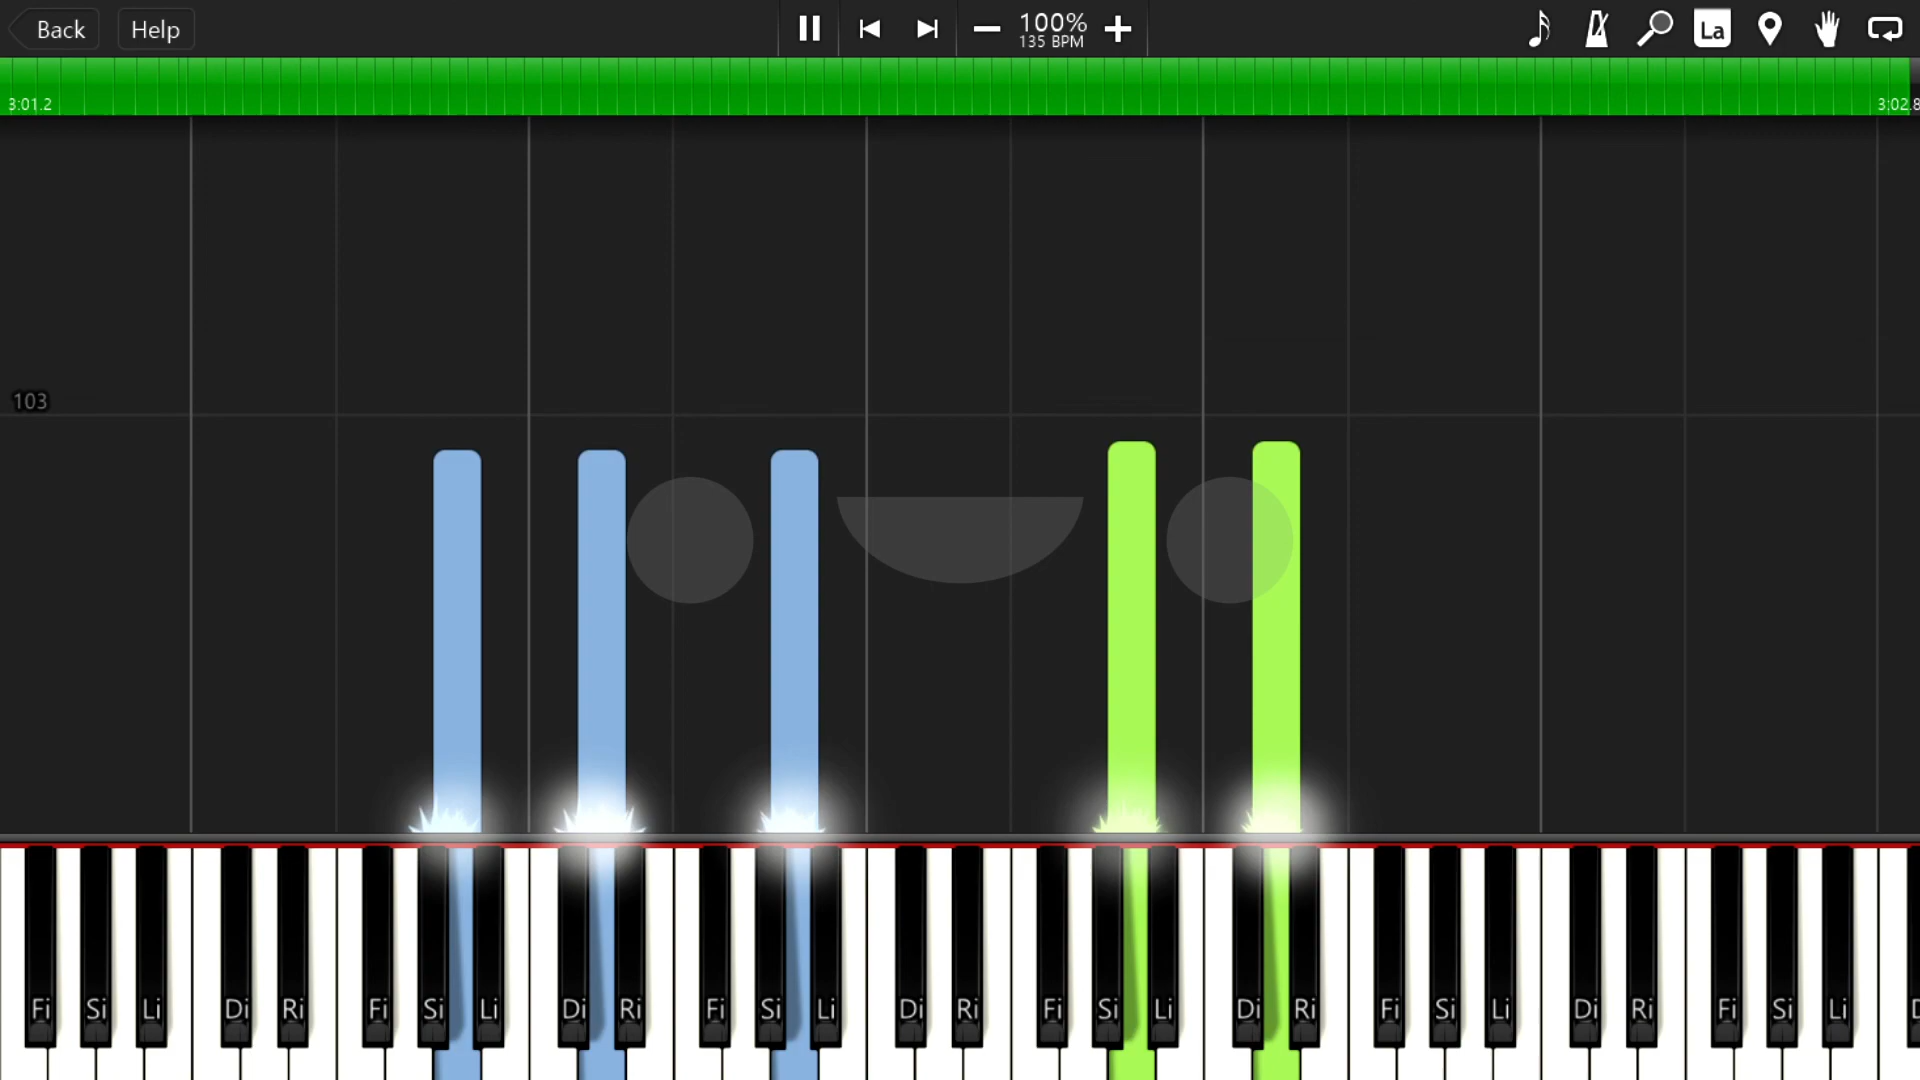 Back Help 100% La
135 BPM
3:01.2 3:02.8
103
Fi Si Li Di Ri Fi Si Li Di Ri Fi Si Li Di Ri Fi Si Li Di Ri Fi Si Li Di Ri Fi Si Li